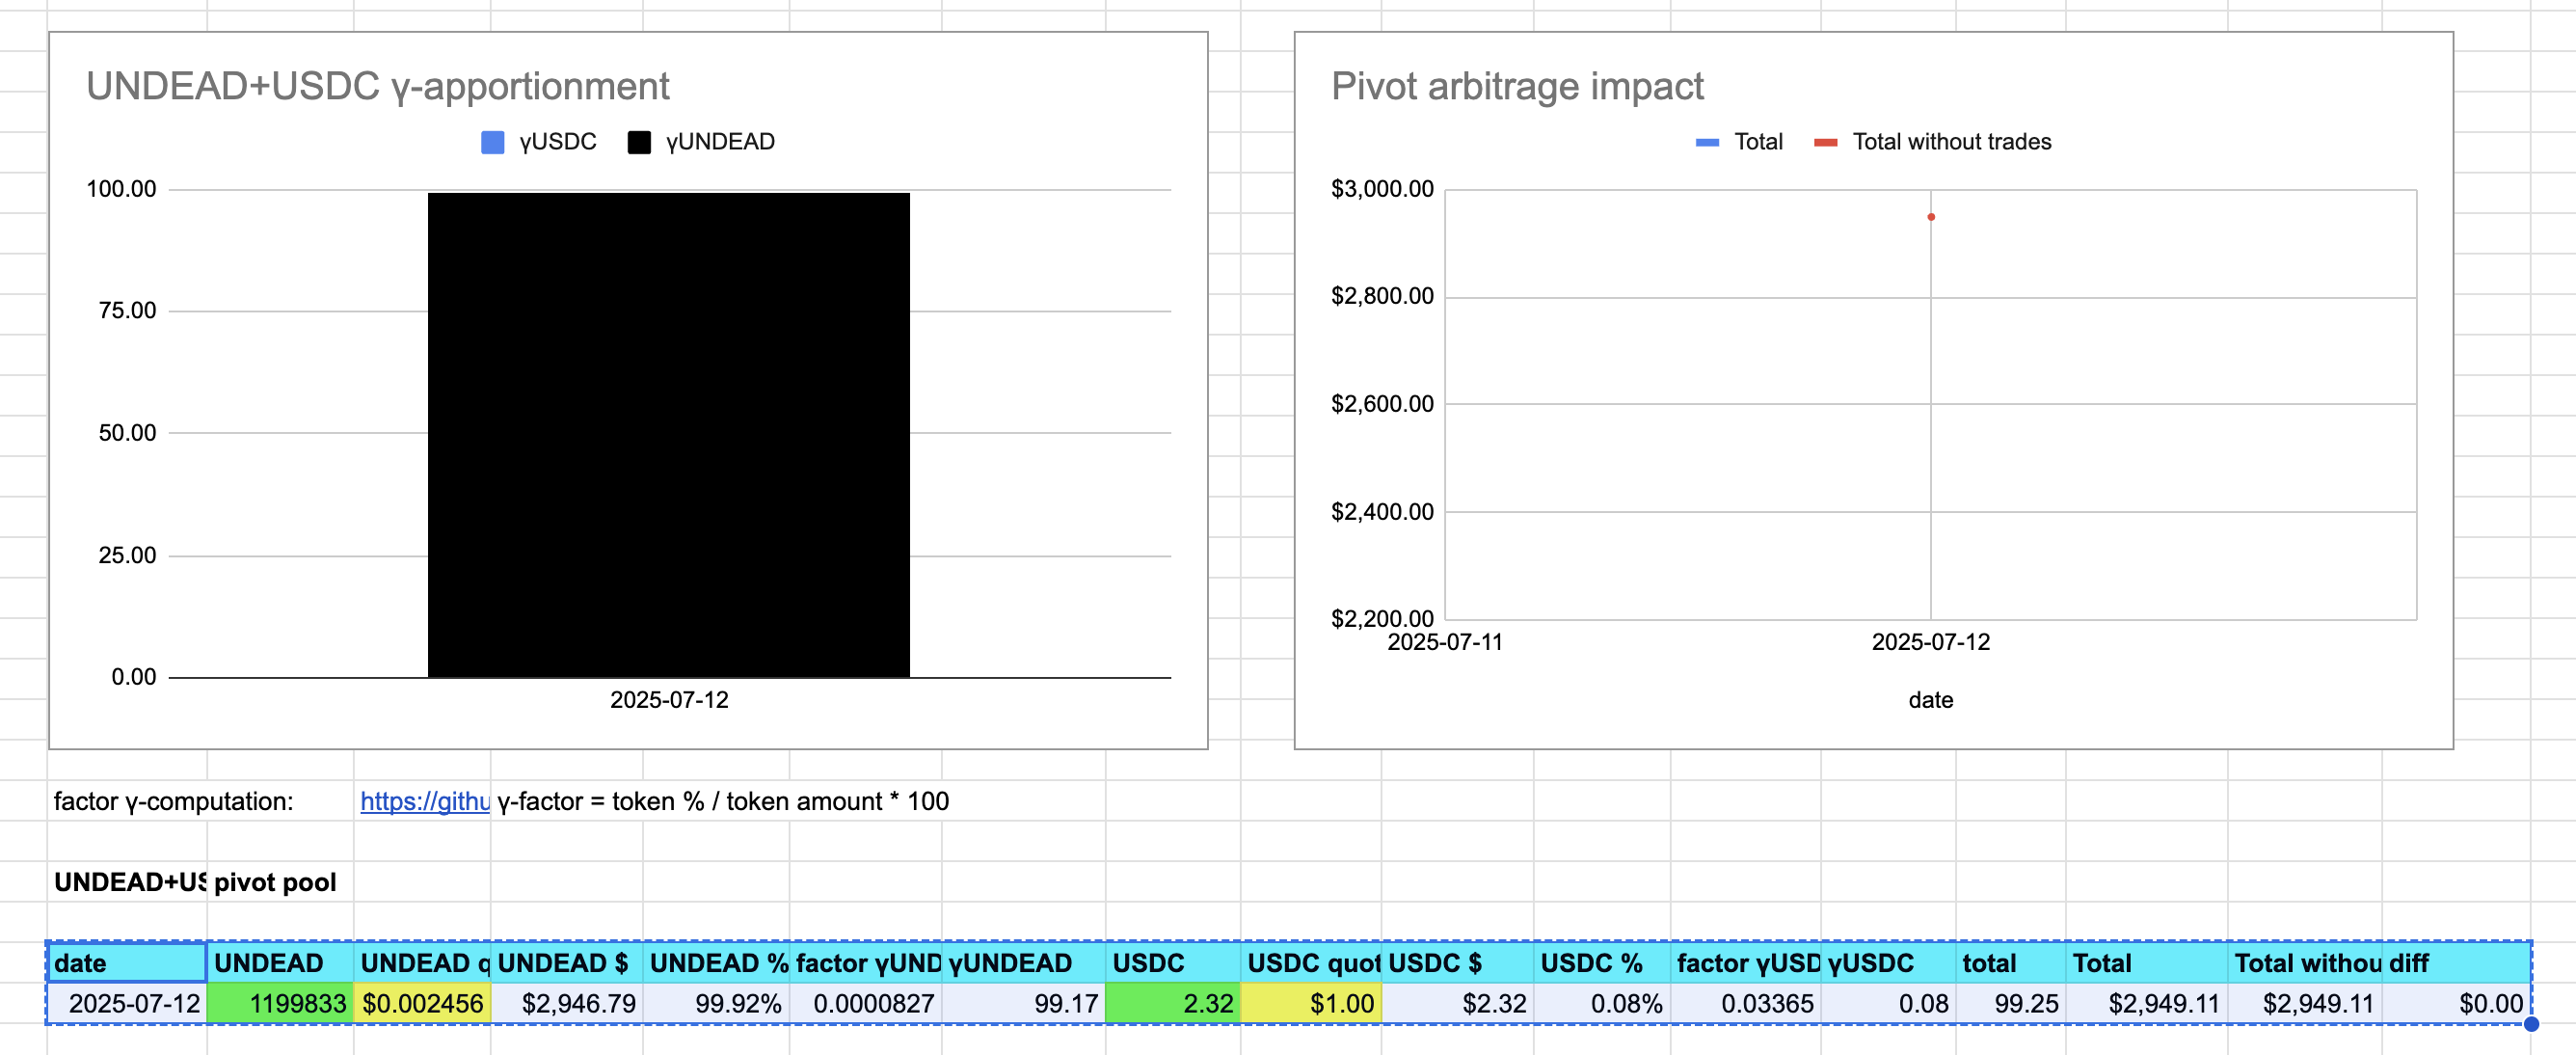 UNDEAD+USDC γ-apportionment
γUSDC γUNDEAD
100.00
75.00
50.00
25.00
0.00
2025-07-12
Pivot arbitrage impact
Total Total without trades
$3,000.00
$2,800.00
$2,600.00
$2,400.00
$2,200.00
2025-07-11 2025-07-12
date
factor γ-computation: https://githu γ-factor = token % / token amount * 100
UNDEAD+US pivot pool
date UNDEAD UNDEAD q UNDEAD $ UNDEAD % factor γUND γUNDEAD USDC USDC quot USDC $ USDC % factor γUSD γUSDC total Total Total withou diff
2025-07-12 1199833 $0.002456 $2,946.79 99.92% 0.0000827 99.17 2.32 $1.00 $2.32 0.08% 0.03365 0.08 99.25 $2,949.11 $2,949.11 $0.00